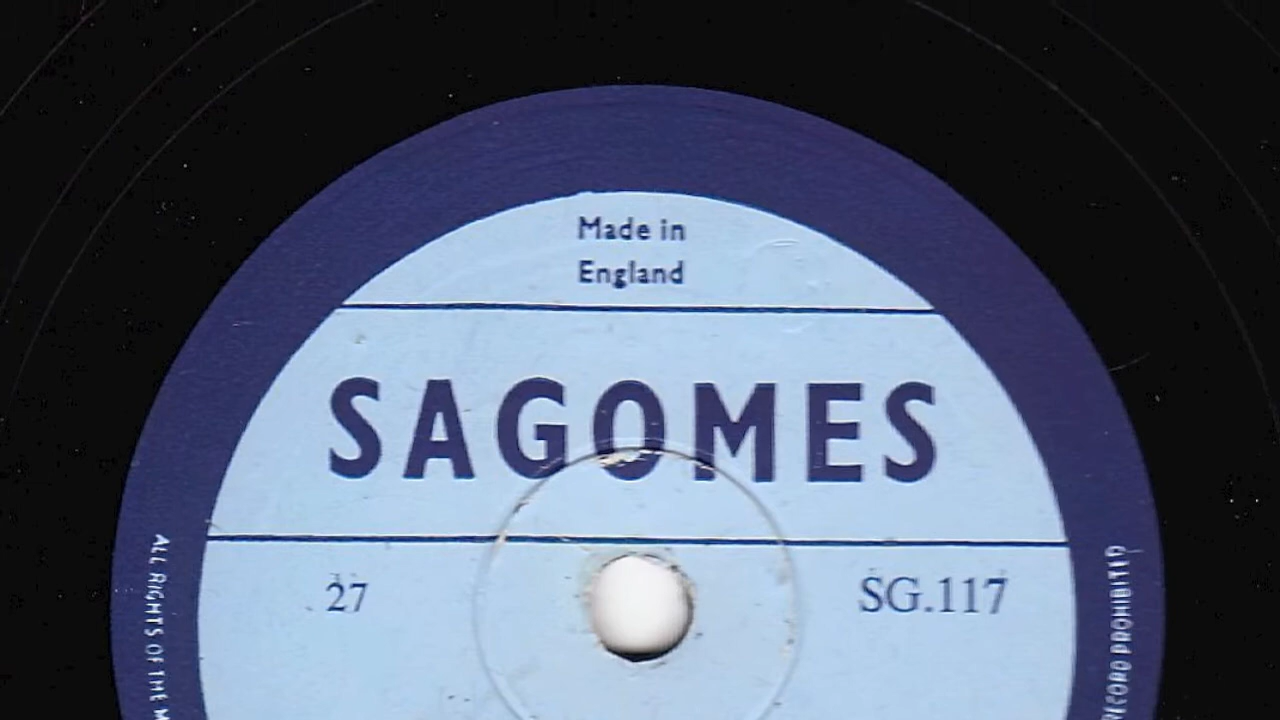 Made in
England
SAGOMES
27
SG.117
ALL RIGHTS OF THE
RECORD PROHIBITED